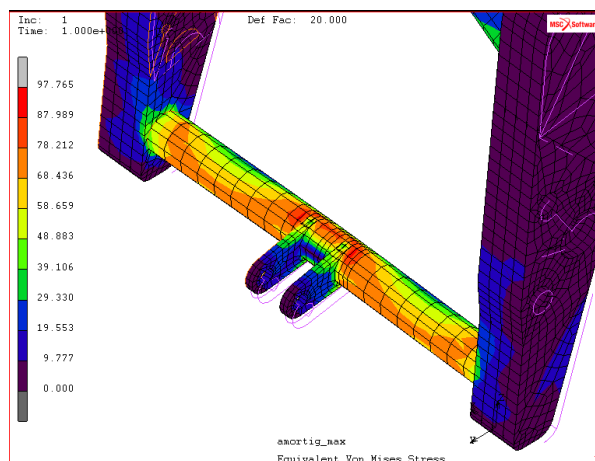 Inc: 1
Time: 1.000e+
Def Fac: 20.000
MSC Software
97.765
87.989
78.212
68.436
58.659
48.883
39.106
29.330
19.553
9.777
0.000
amortig_max
Equivalent Von Mises Stress